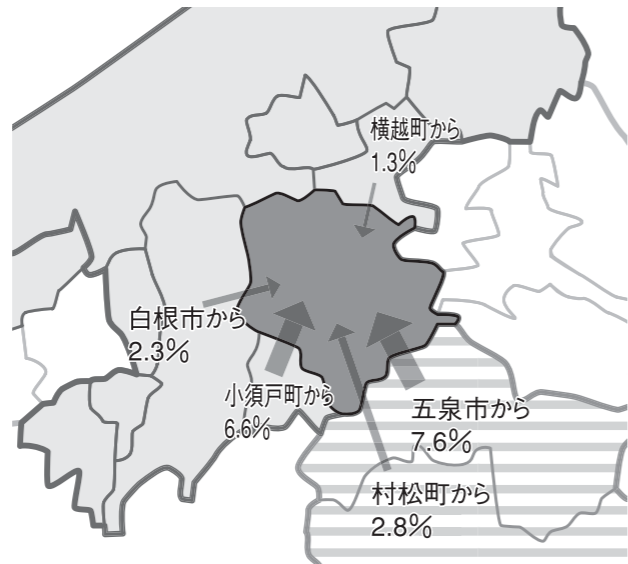 横越町から
1.3%
白根市から
2.3%
小須戸町から
6.6%
五泉市から
7.6%
村松町から
2.8%